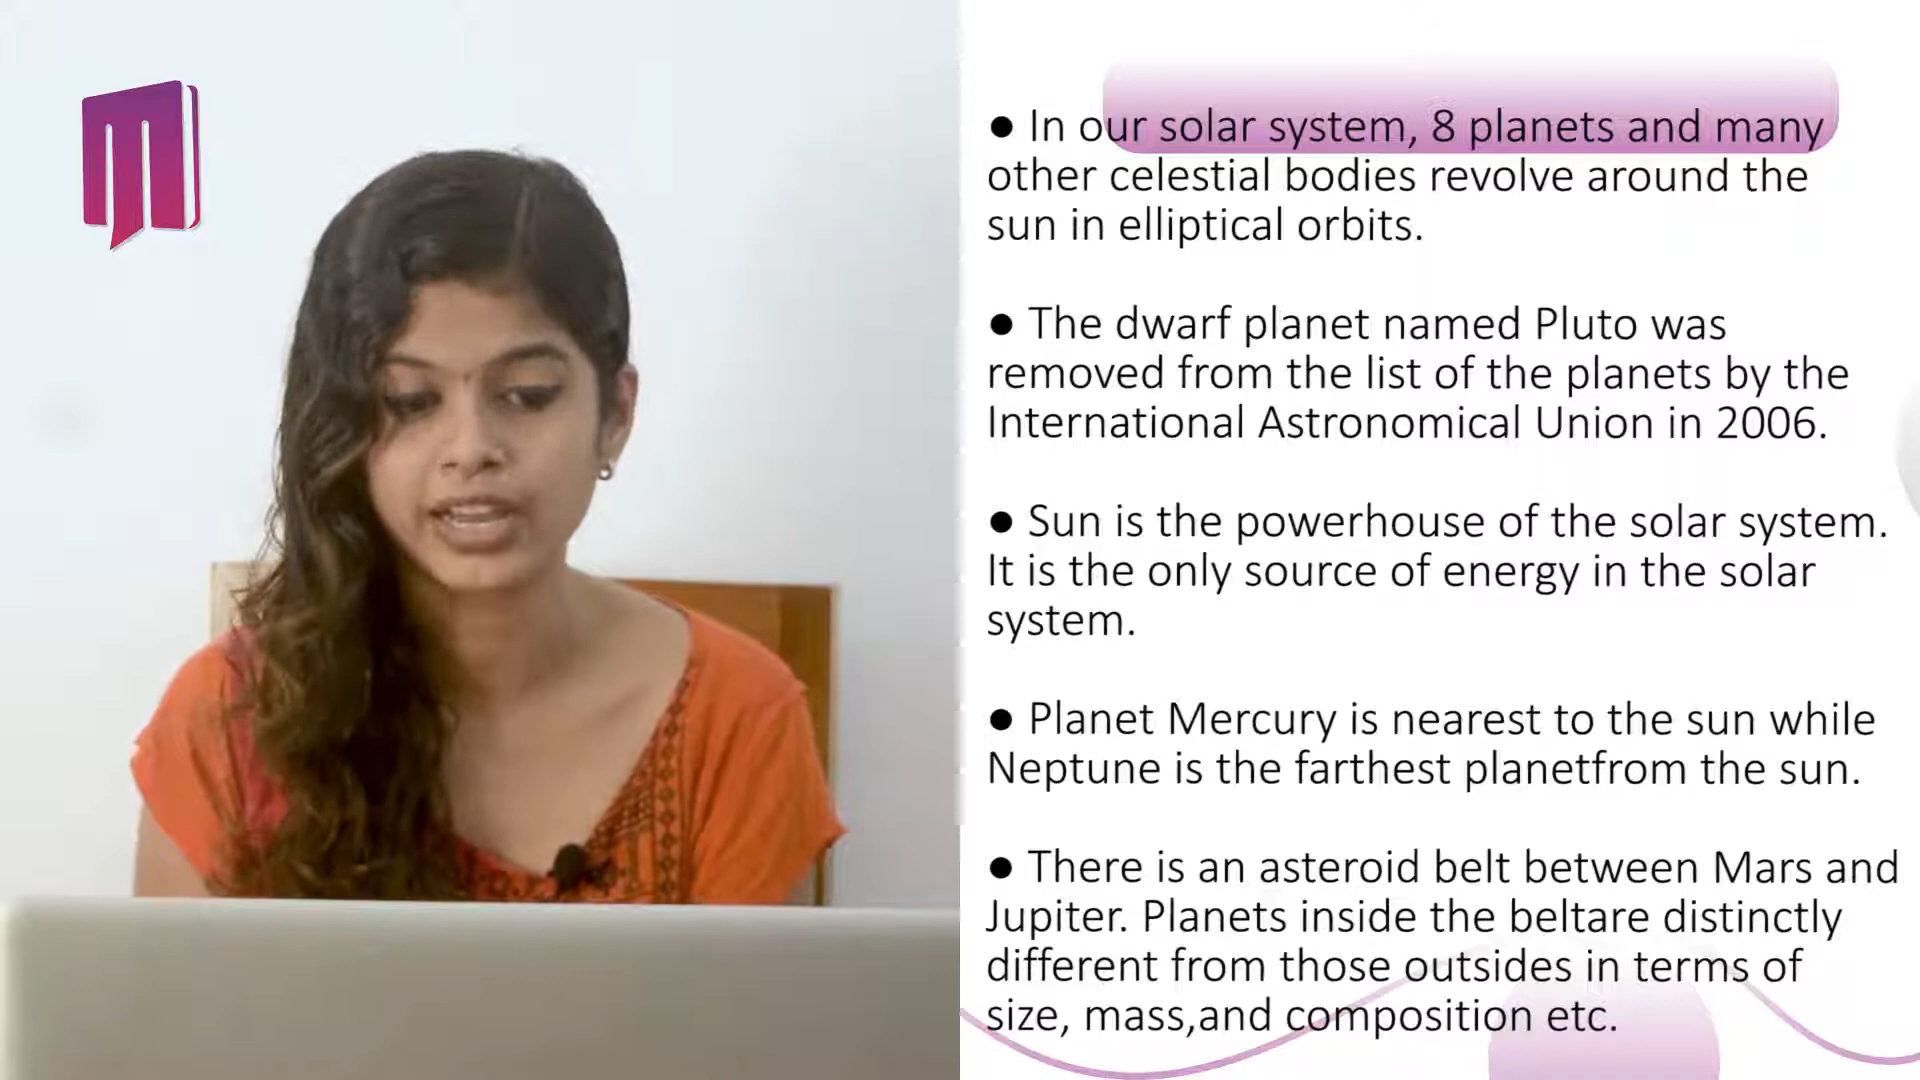 ● In our solar system, 8 planets and many
other celestial bodies revolve around the
sun in elliptical orbits.
● The dwarf planet named Pluto was
removed from the list of the planets by the
International Astronomical Union in 2006.
● Sun is the powerhouse of the solar system.
It is the only source of energy in the solar
system.
● Planet Mercury is nearest to the sun while
Neptune is the farthest planetfrom the sun.
● There is an asteroid belt between Mars and
Jupiter. Planets inside the beltare distinctly
different from those outsides in terms of
size, mass,and composition etc.